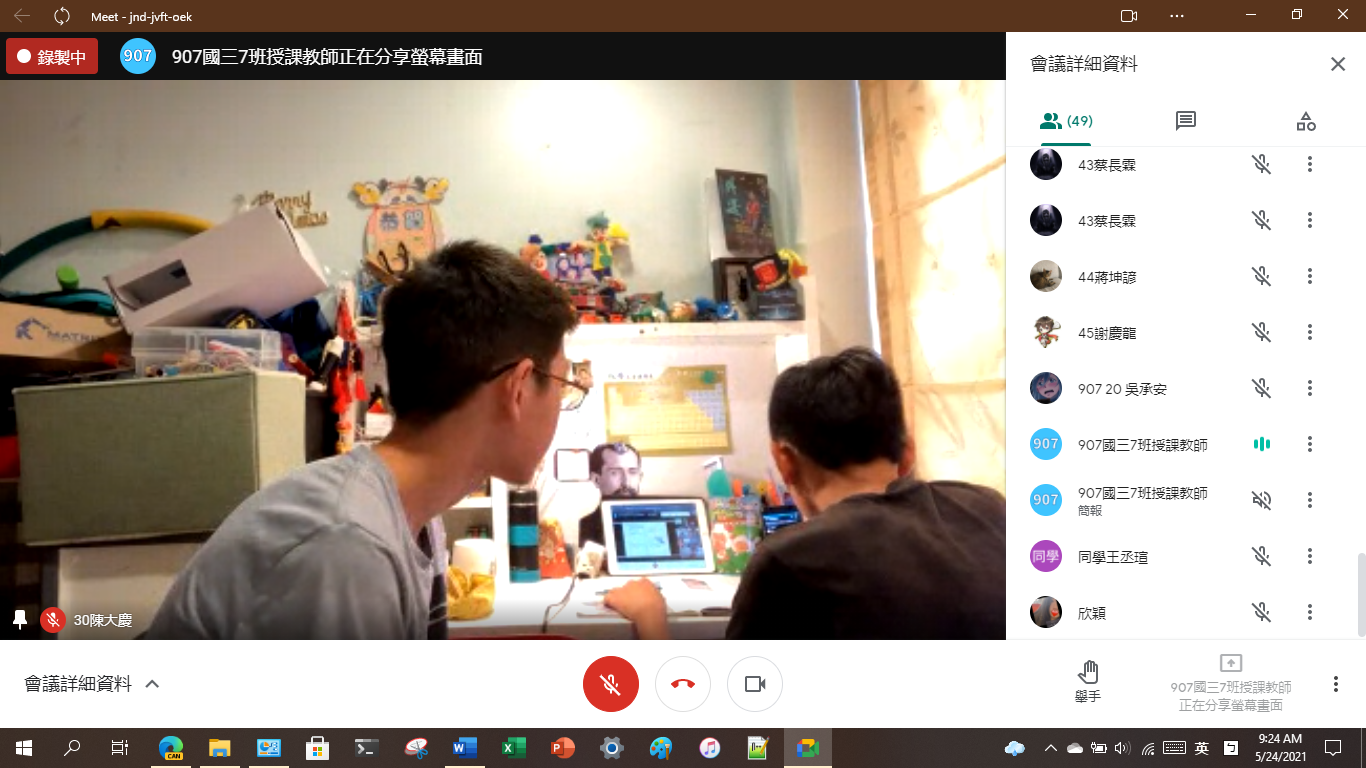 Meet - jnd-jvft-oek
錄製中
907
907國三7班授課教師正在分享螢幕畫面
會議詳細資料
(49)
43蔡長霖
43蔡長霖
44蔣坤諺
45謝慶龍
907 20 吳承安
907
907國三7班授課教師
907
907國三7班授課教師
簡報
同學
同學王丞瑄
欣穎
Merry
恭
MATRIX
30陳大慶
會議詳細資料
舉手
907國三7班授課教師
正在分享螢幕畫面
CAN
英
9:24 AM
5/24/2021